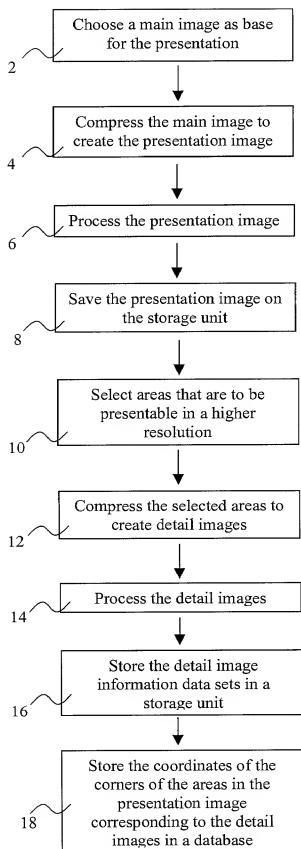 Choose a main image as base
for the presentation
2
Compress the main image to
create the presentation image
4
Process the presentation image
6
Save the presentation image on
the storage unit
8
Select areas that are to be
presentable in a higher
resolution
10
Compress the selected areas to
create detail images
12
Process the detail images
14
Store the detail image
information data sets in a
storage unit
16
Store the coordinates of the
corners of the areas in the
presentation image
corresponding to the detail
images in a database
18